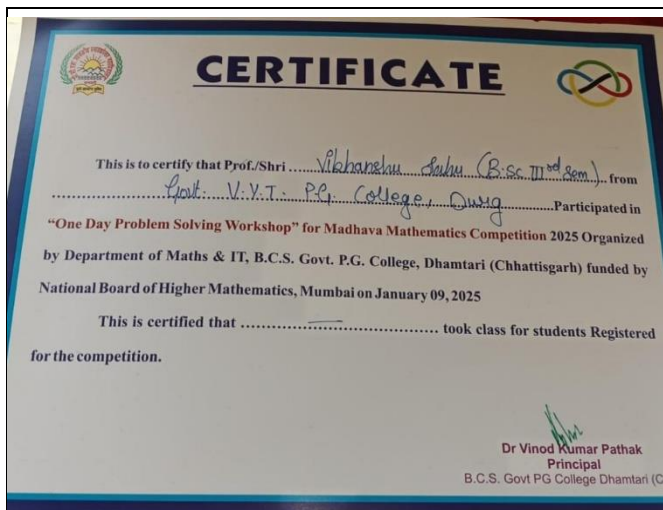 CERTIFICATE
This is to certify that Prof./Shri ..... Vibhanshu Sahu (B.Sc. IIIrd Sem) .. from
..................... Govt. V.Y.T. P.G. College, Durg ............ Participated in
“One Day Problem Solving Workshop” for Madhava Mathematics Competition 2025 Organized
by Department of Maths & IT, B.C.S. Govt. P.G. College, Dhamtari (Chhattisgarh) funded by
National Board of Higher Mathematics, Mumbai on January 09, 2025
This is certified that ........................................ took class for students Registered
for the competition.
Dr Vinod Kumar Pathak
Principal
B.C.S. Govt PG College Dhamtari (C